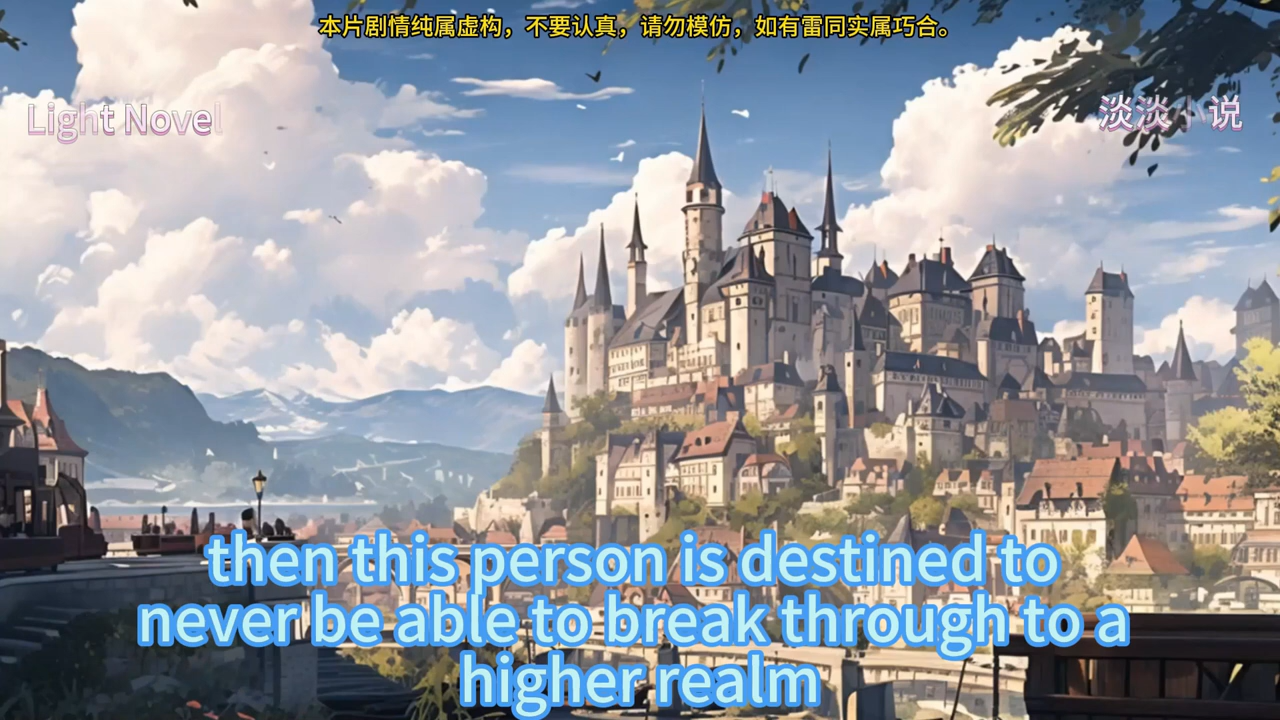 本片剧情纯属虚构，不要认真，请勿模仿，如有雷同实属巧合。
Light Novel
淡淡小说
then this person is destined to
never be able to break through to a
higher realm